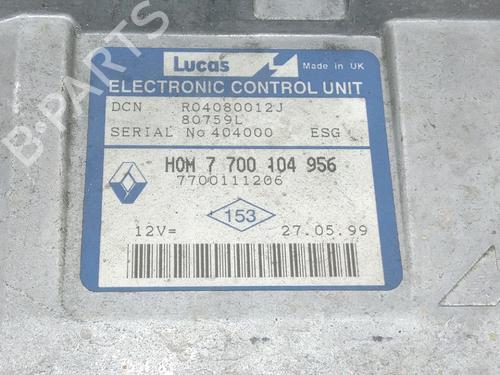 Lucas Made in UK
ELECTRONIC CONTROL UNIT
DCN R04080012J
80759L
SERIAL No 404000 ESG
HOM 7 700 104 956
7700111206
153
12V= 27.05.99